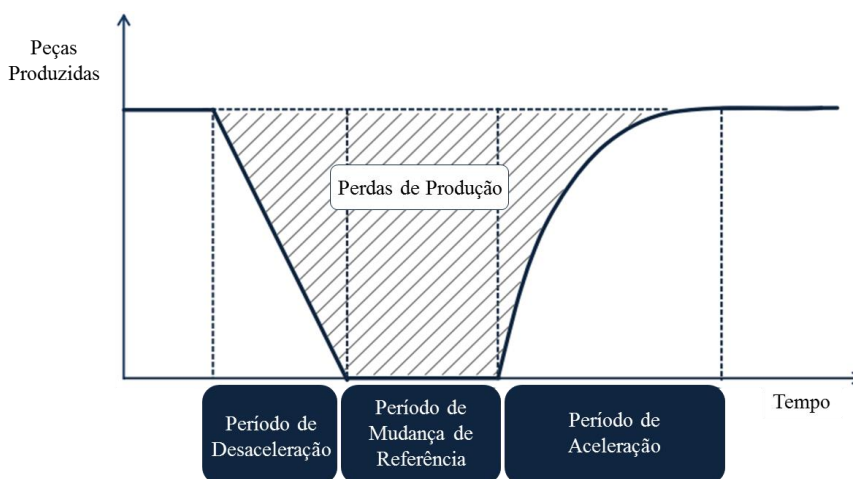 Peças
Produzidas
Perdas de Produção
Tempo
Período de
Desaceleração
Período de
Mudança de
Referência
Período de
Aceleração